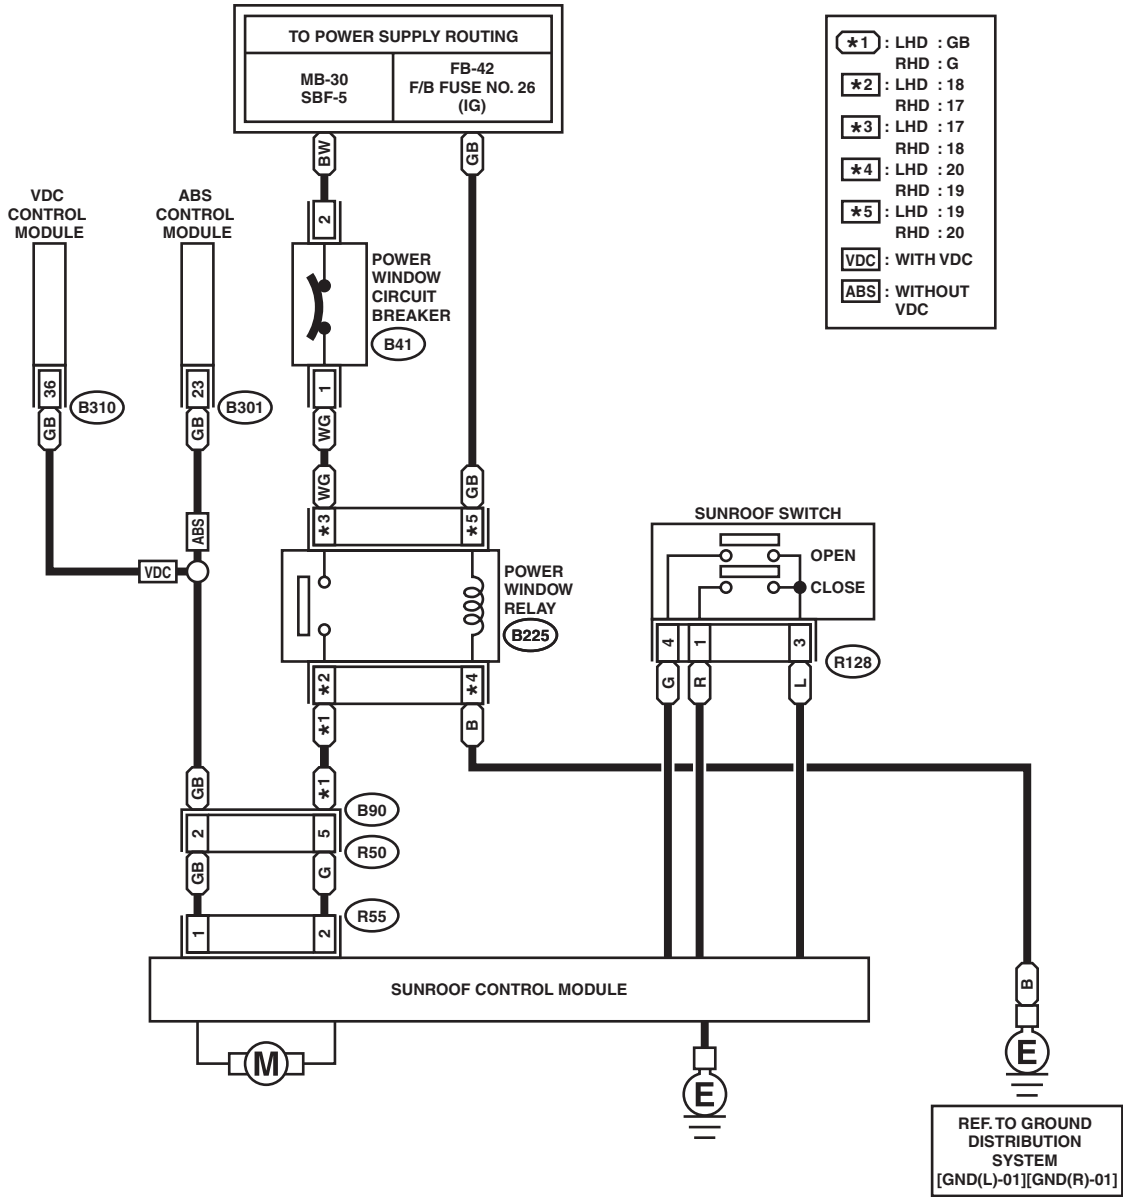 TO POWER SUPPLY ROUTING
MB-30
SBF-5
FB-42
F/B FUSE NO. 26
(IG)
*1 : LHD : GB
RHD : G
*2 : LHD : 18
RHD : 17
*3 : LHD : 17
RHD : 18
*4 : LHD : 20
RHD : 19
*5 : LHD : 19
RHD : 20
VDC : WITH VDC
ABS : WITHOUT
VDC
BW
GB
VDC
CONTROL
MODULE
ABS
CONTROL
MODULE
2
POWER
WINDOW
CIRCUIT
BREAKER
B41
36
B310
23
B301
1
GB
GB
WG
WG
GB
*3
*5
ABS
VDC
POWER
WINDOW
RELAY
B225
SUNROOF SWITCH
OPEN
CLOSE
4
1
3
R128
G
R
L
*2
*4
*1
B
GB
*1
B90
2
5
R50
GB
G
R55
1
2
SUNROOF CONTROL MODULE
M
E
B
E
REF. TO GROUND
DISTRIBUTION
SYSTEM
[GND(L)-01][GND(R)-01]